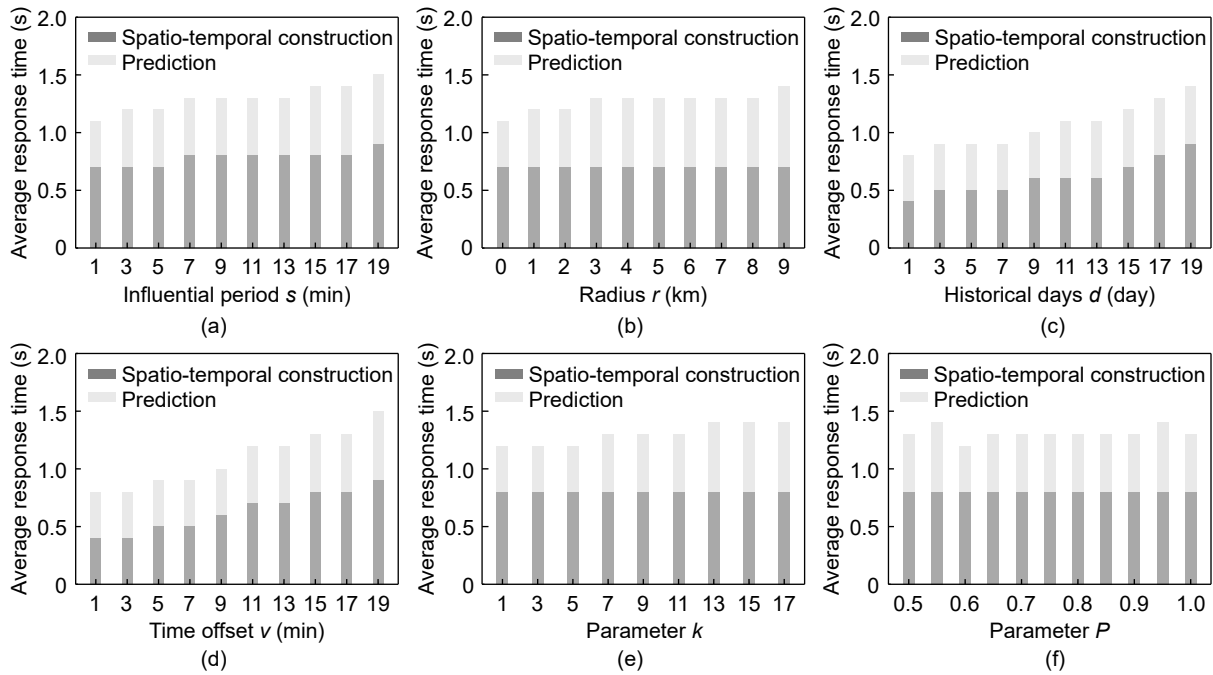 Average response time (s)
2.0
1.5
1.0
0.5
0
Spatio-temporal construction
Prediction
1 3 5 7 9 11 13 15 17 19
Influential period s (min)
(a)
Average response time (s)
2.0
1.5
1.0
0.5
0
Spatio-temporal construction
Prediction
0 1 2 3 4 5 6 7 8 9
Radius r (km)
(b)
Average response time (s)
2.0
1.5
1.0
0.5
0
Spatio-temporal construction
Prediction
1 3 5 7 9 11 13 15 17 19
Historical days d (day)
(c)
Average response time (s)
2.0
1.5
1.0
0.5
0
Spatio-temporal construction
Prediction
1 3 5 7 9 11 13 15 17 19
Time offset v (min)
(d)
Average response time (s)
2.0
1.5
1.0
0.5
0
Spatio-temporal construction
Prediction
1 3 5 7 9 11 13 15 17
Parameter k
(e)
Average response time (s)
2.0
1.5
1.0
0.5
0
Spatio-temporal construction
Prediction
0.5 0.6 0.7 0.8 0.9 1.0
Parameter P
(f)